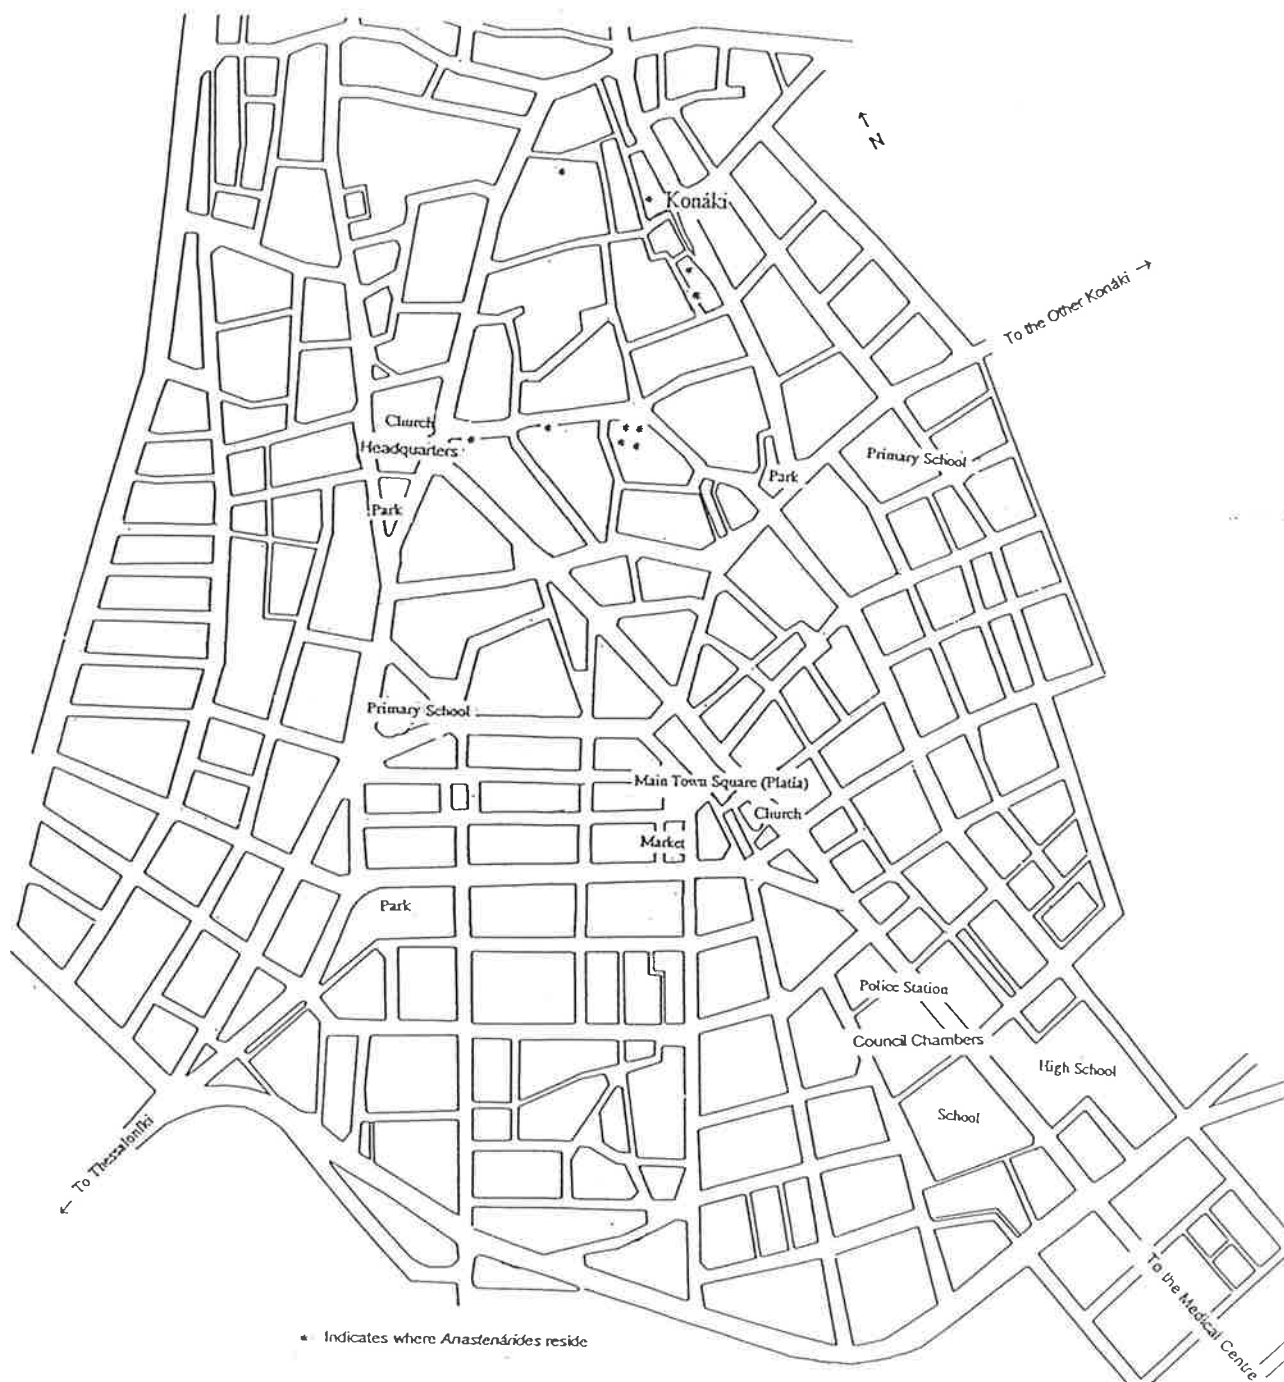 N
Konáki
To the Other Konáki →
Church
Headquarters
Primary School
Park
Park
Primary School
Main Town Square (Platia)
Church
Market
Park
Police Station
Council Chambers
High School
School
← To Thessaloníki
To the Medical Centre
* Indicates where Anastenárides reside